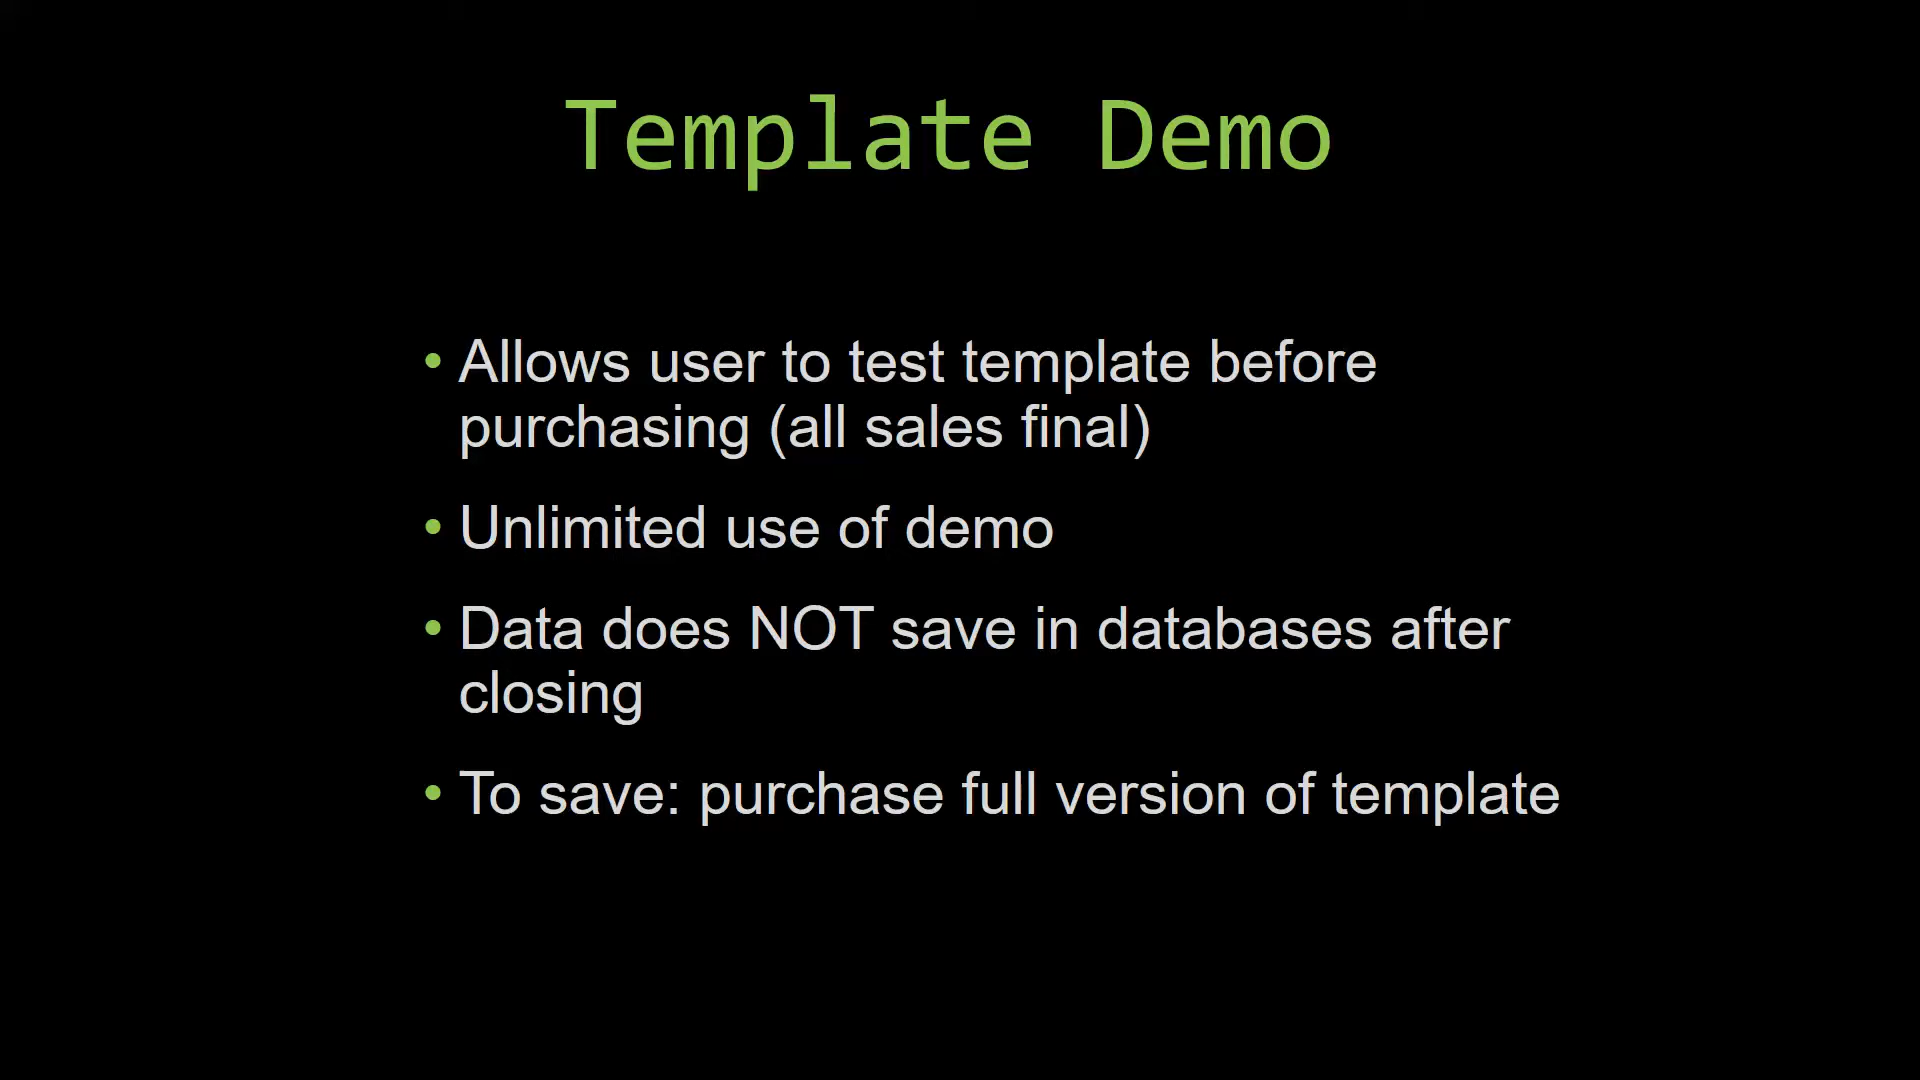 Template Demo
• Allows user to test template before
purchasing (all sales final)
• Unlimited use of demo
• Data does NOT save in databases after
closing
• To save: purchase full version of template